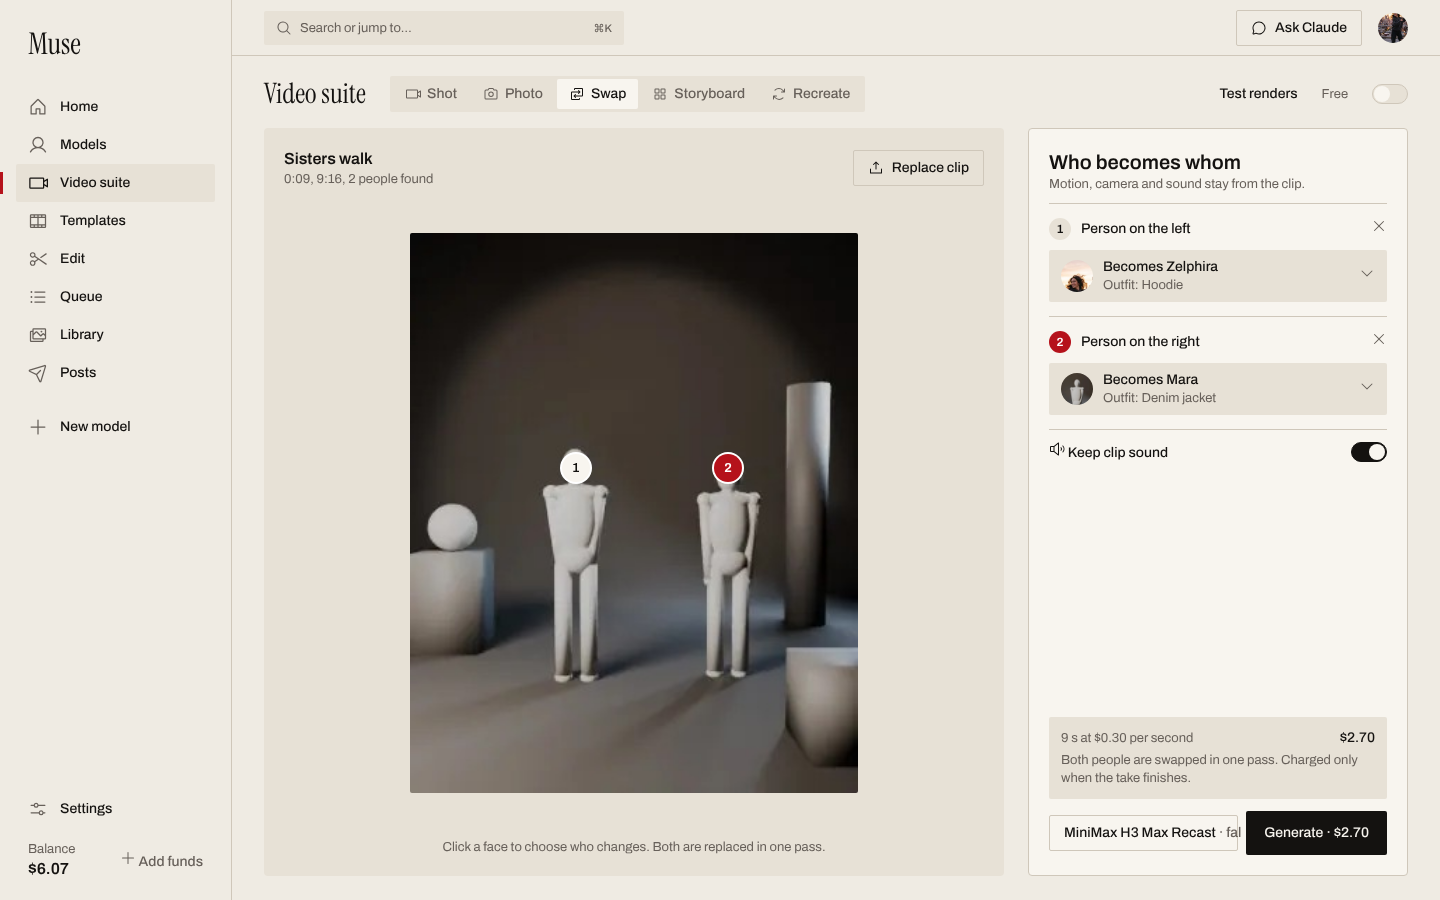 Muse
Search or jump to...
⌘K
Ask Claude
Home
Models
Video suite
Templates
Edit
Queue
Library
Posts
New model
Settings
Balance
$6.07
Add funds
Video suite
Shot
Photo
Swap
Storyboard
Recreate
Test renders
Free
Sisters walk
0:09, 9:16, 2 people found
Replace clip
1
2
Click a face to choose who changes. Both are replaced in one pass.
Who becomes whom
Motion, camera and sound stay from the clip.
1 Person on the left
Becomes Zelphira
Outfit: Hoodie
2 Person on the right
Becomes Mara
Outfit: Denim jacket
Keep clip sound
9 s at $0.30 per second $2.70
Both people are swapped in one pass. Charged only
when the take finishes.
MiniMax H3 Max Recast · fal
Generate · $2.70